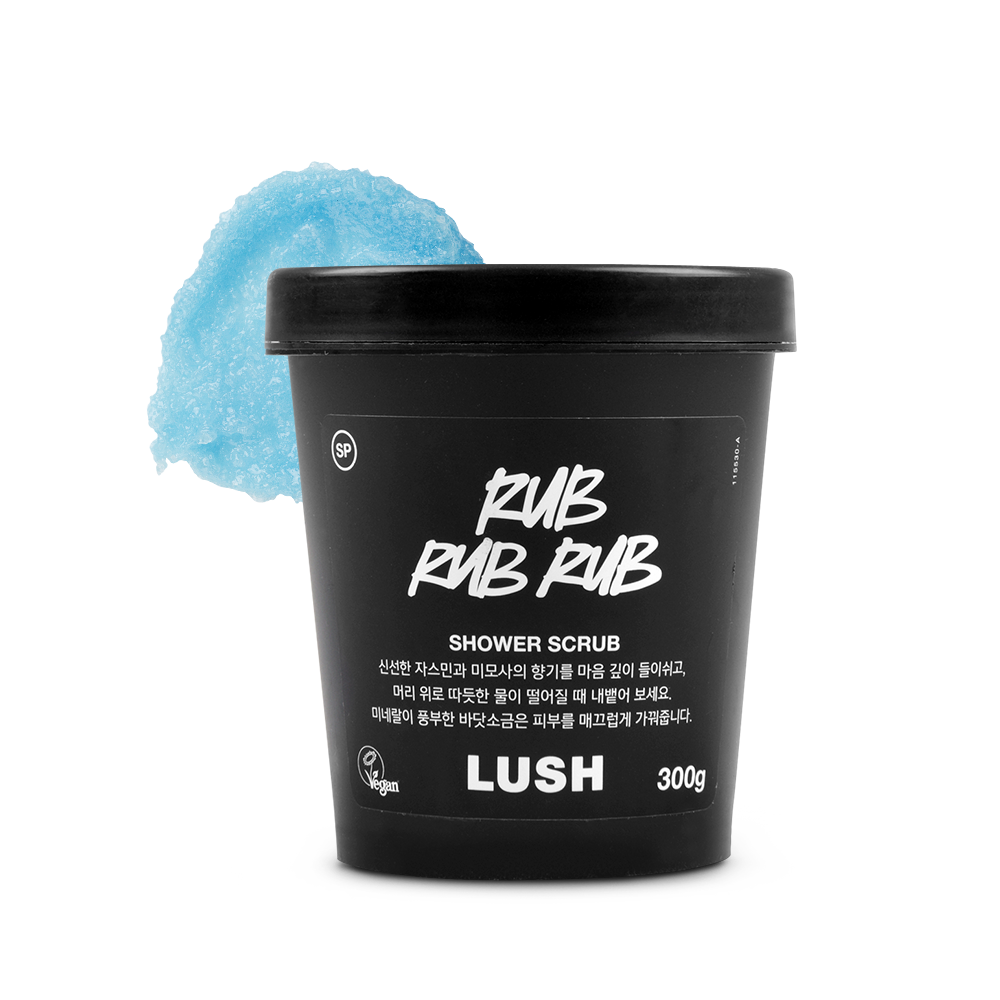 SP
115530-A
RUB
RUB RUB
SHOWER SCRUB
신선한 자스민과 미모사의 향기를 마음 깊이 들이쉬고,
머리 위로 따듯한 물이 떨어질 때 내뱉어 보세요.
미네랄이 풍부한 바닷소금은 피부를 매끄럽게 가꿔줍니다.
Vegan
LUSH
300g